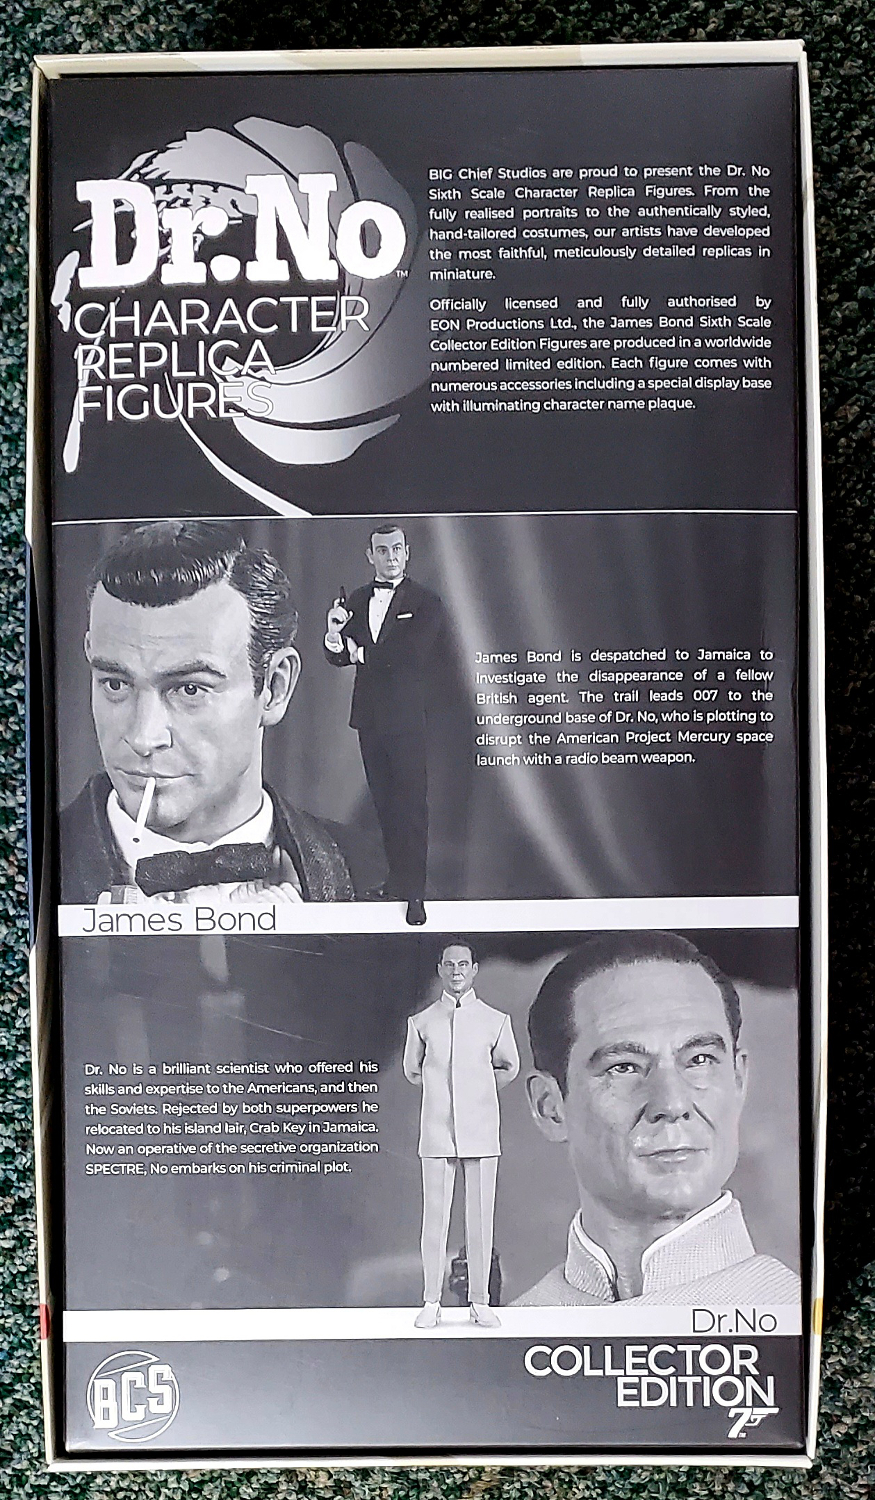 Dr.No™
CHARACTER
REPLICA
FIGURES
BIG Chief Studios are proud to present the Dr. No
Sixth Scale Character Replica Figures. From the
fully realised portraits to the authentically styled,
hand-tailored costumes, our artists have developed
the most faithful, meticulously detailed replicas in
miniature.
Officially licensed and fully authorised by
EON Productions Ltd., the James Bond Sixth Scale
Collector Edition Figures are produced in a worldwide
numbered limited edition. Each figure comes with
numerous accessories including a special display base
with illuminating character name plaque.
James Bond is despatched to Jamaica to
investigate the disappearance of a fellow
British agent. The trail leads 007 to the
underground base of Dr. No, who is plotting to
disrupt the American Project Mercury space
launch with a radio beam weapon.
James Bond
Dr. No is a brilliant scientist who offered his
skills and expertise to the Americans, and then
the Soviets. Rejected by both superpowers he
relocated to his island lair, Crab Key in Jamaica.
Now an operative of the secretive organization
SPECTRE, No embarks on his criminal plot.
Dr.No
BCS
COLLECTOR
EDITION
7